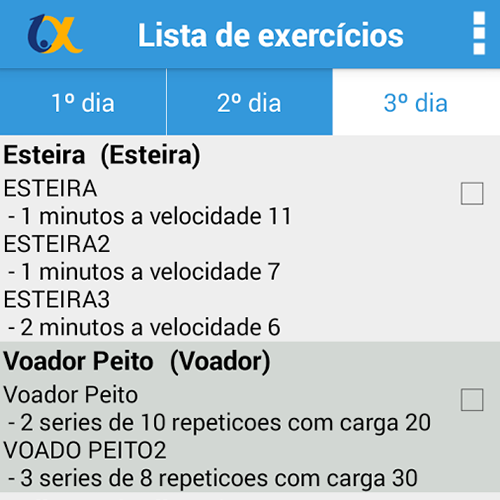 Lista de exercícios
1º dia
2º dia
3º dia
Esteira (Esteira)
ESTEIRA
- 1 minutos a velocidade 11
ESTEIRA2
- 1 minutos a velocidade 7
ESTEIRA3
- 2 minutos a velocidade 6
Voador Peito (Voador)
Voador Peito
- 2 series de 10 repeticoes com carga 20
VOADO PEITO2
- 3 series de 8 repeticoes com carga 30